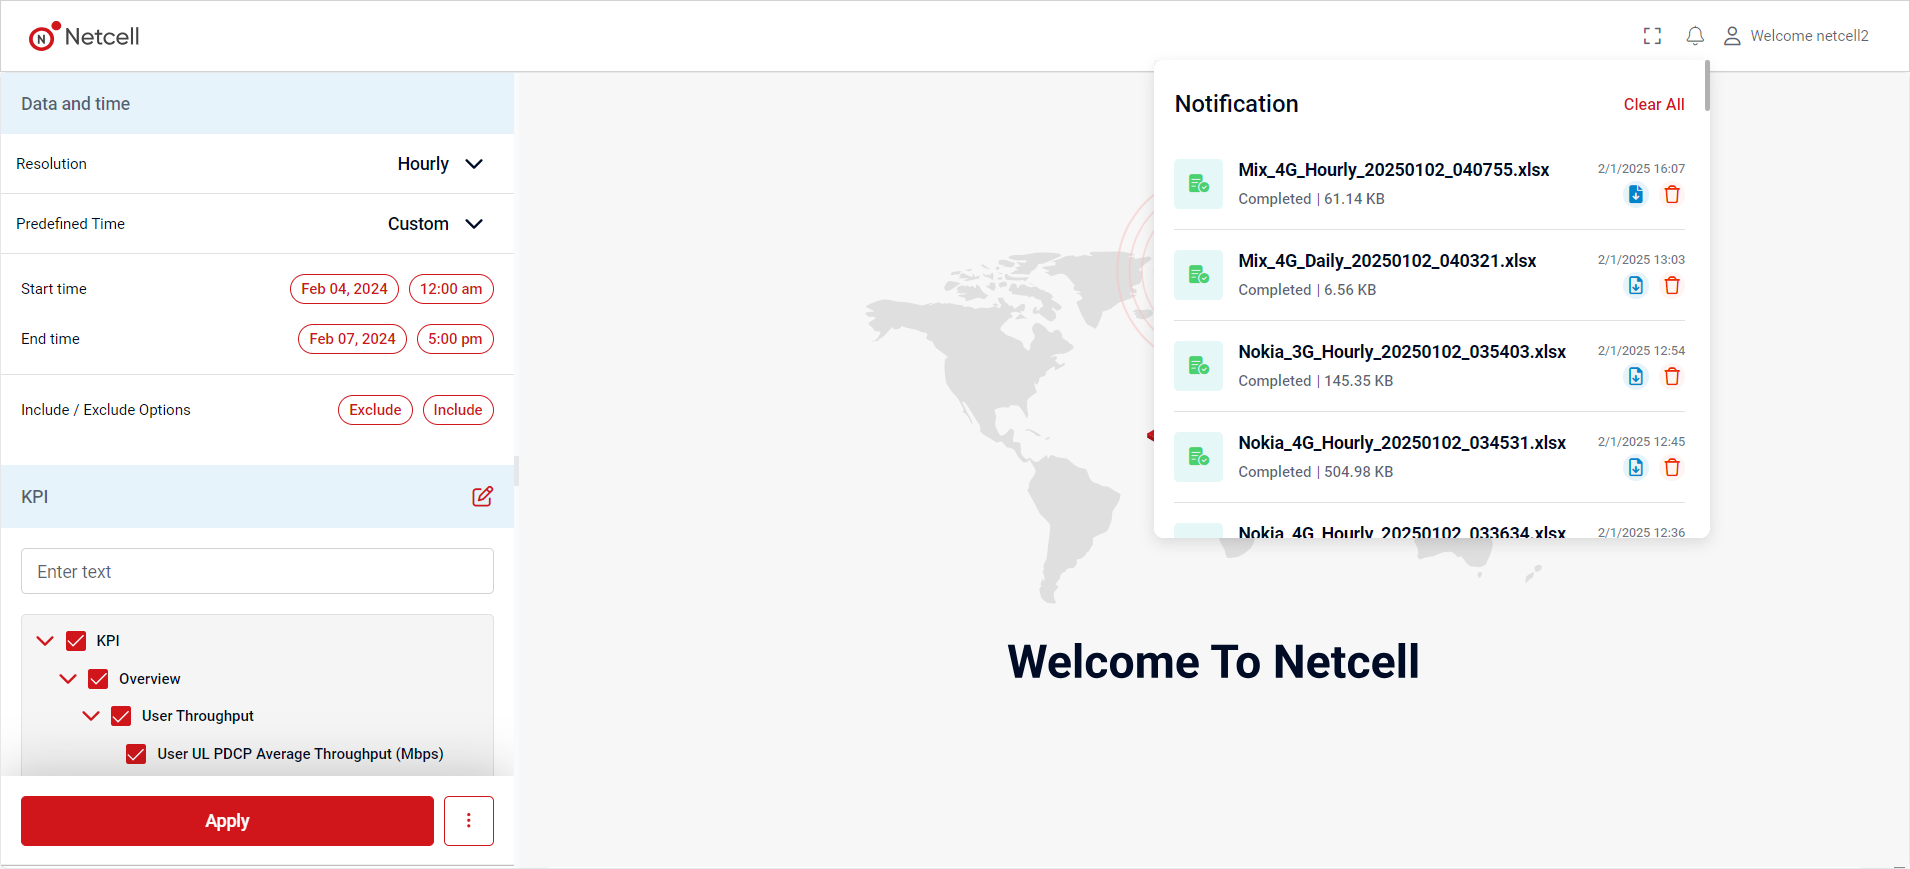 Netcell
Welcome netcell2
Data and time
Resolution
Hourly
Predefined Time
Custom
Start time
Feb 04, 2024
12:00 am
End time
Feb 07, 2024
5:00 pm
Include / Exclude Options
Exclude
Include
KPI
Enter text
KPI
Overview
User Throughput
User UL PDCP Average Throughput (Mbps)
Apply
Notification
Clear All
Mix_4G_Hourly_20250102_040755.xlsx
2/1/2025 16:07
Completed | 61.14 KB
Mix_4G_Daily_20250102_040321.xlsx
2/1/2025 13:03
Completed | 6.56 KB
Nokia_3G_Hourly_20250102_035403.xlsx
2/1/2025 12:54
Completed | 145.35 KB
Nokia_4G_Hourly_20250102_034531.xlsx
2/1/2025 12:45
Completed | 504.98 KB
Nokia_4G_Hourly_20250102_033634.xlsx
2/1/2025 12:36
Welcome To Netcell